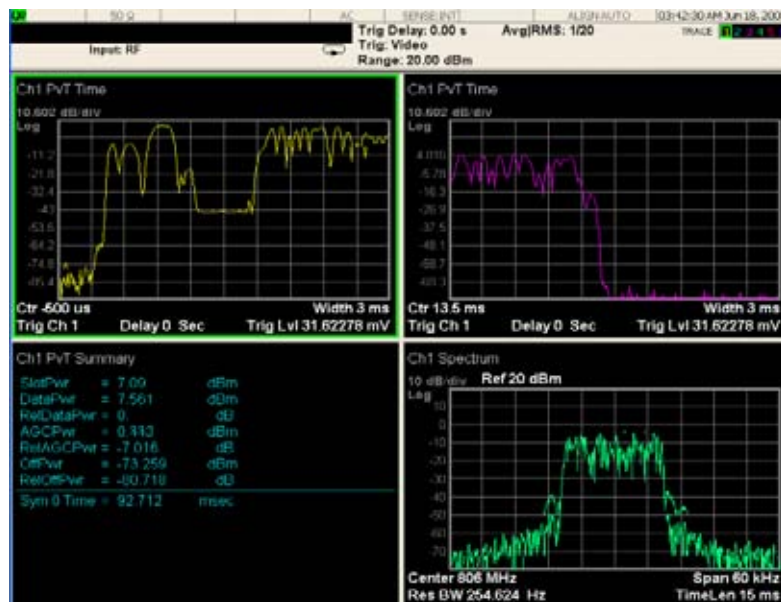 50 Ω AC SENSE:INT ALIGN AUTO 03:42:30 AM Jun 18, 200
Trig Delay: 0.00 s Avg|RMS: 1/20 TRACE 1 2 3 4 5
Input: RF Trig: Video
Range: 20.00 dBm
Ch1 PvT Time
10.602 dB/div
Log
-11.2
-21.8
-32.4
-43
-53.6
-64.2
-74.8
-85.4
Ctr -500 us Width 3 ms
Trig Ch 1 Delay 0 Sec Trig Lvl 31.62278 mV
Ch1 PvT Time
10.602 dB/div
Log
-16.3
-26.9
-37.5
-48.1
Ctr 13.5 ms Width 3 ms
Trig Ch 1 Delay 0 Sec Trig Lvl 31.62278 mV
Ch1 PvT Summary
SlotPwr = 7.09 dBm
DataPwr = 7.561 dBm
RelDataPwr = 0. dB
AGCPwr = dBm
RelAGCPwr = -7.016 dB
OffPwr = -73.259 dBm
RelOffPwr = -80.718 dB
Sym 0 Time = 92.712 msec
Ch1 Spectrum
10 dB/div Ref 20 dBm
Log
10
0
-10
-20
-30
-40
-50
-60
-70
Center 806 MHz Span 60 kHz
Res BW 254.624 Hz TimeLen 15 ms